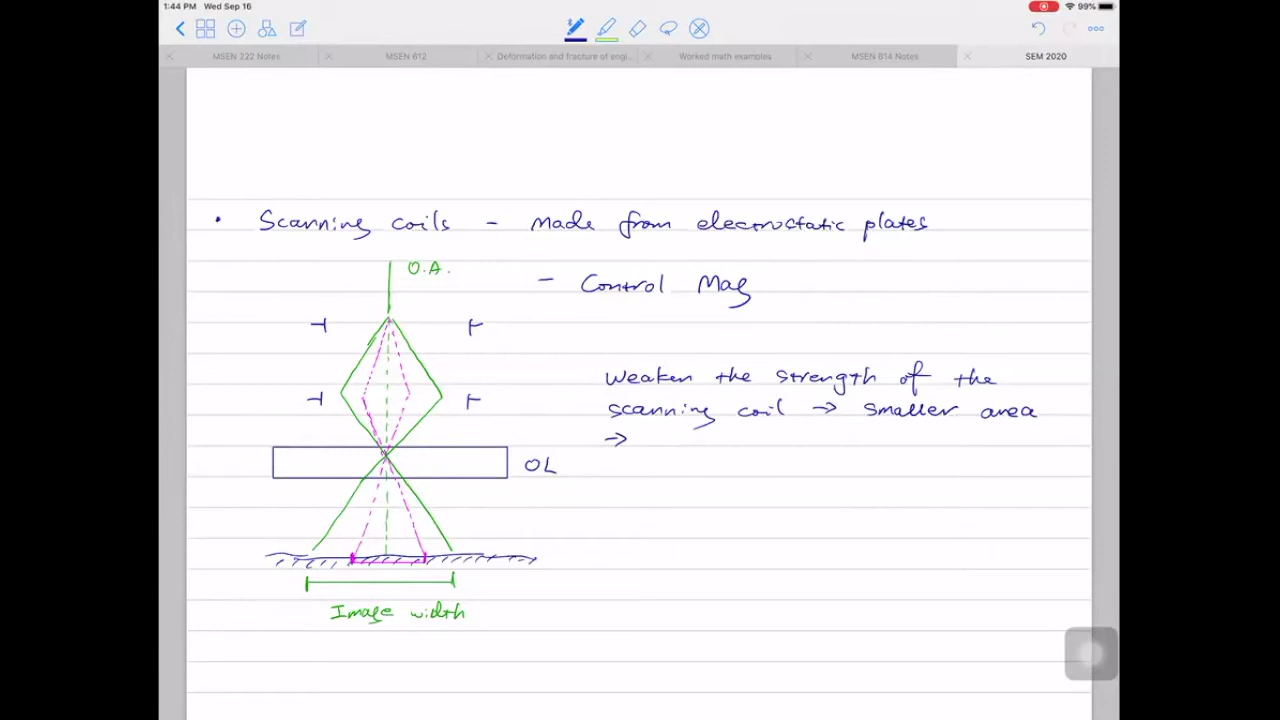 1:44 PM Wed Sep 16
99%
MSEN 222 Notes
MSEN 612
Deformation and fracture of engi...
Worked math examples
MSEN 614 Notes
SEM 2020
• Scanning coils - made from electrostatic plates
O.A.
- Control Mag
Weaken the strength of the
scanning coil → smaller area
→
OL
Image width